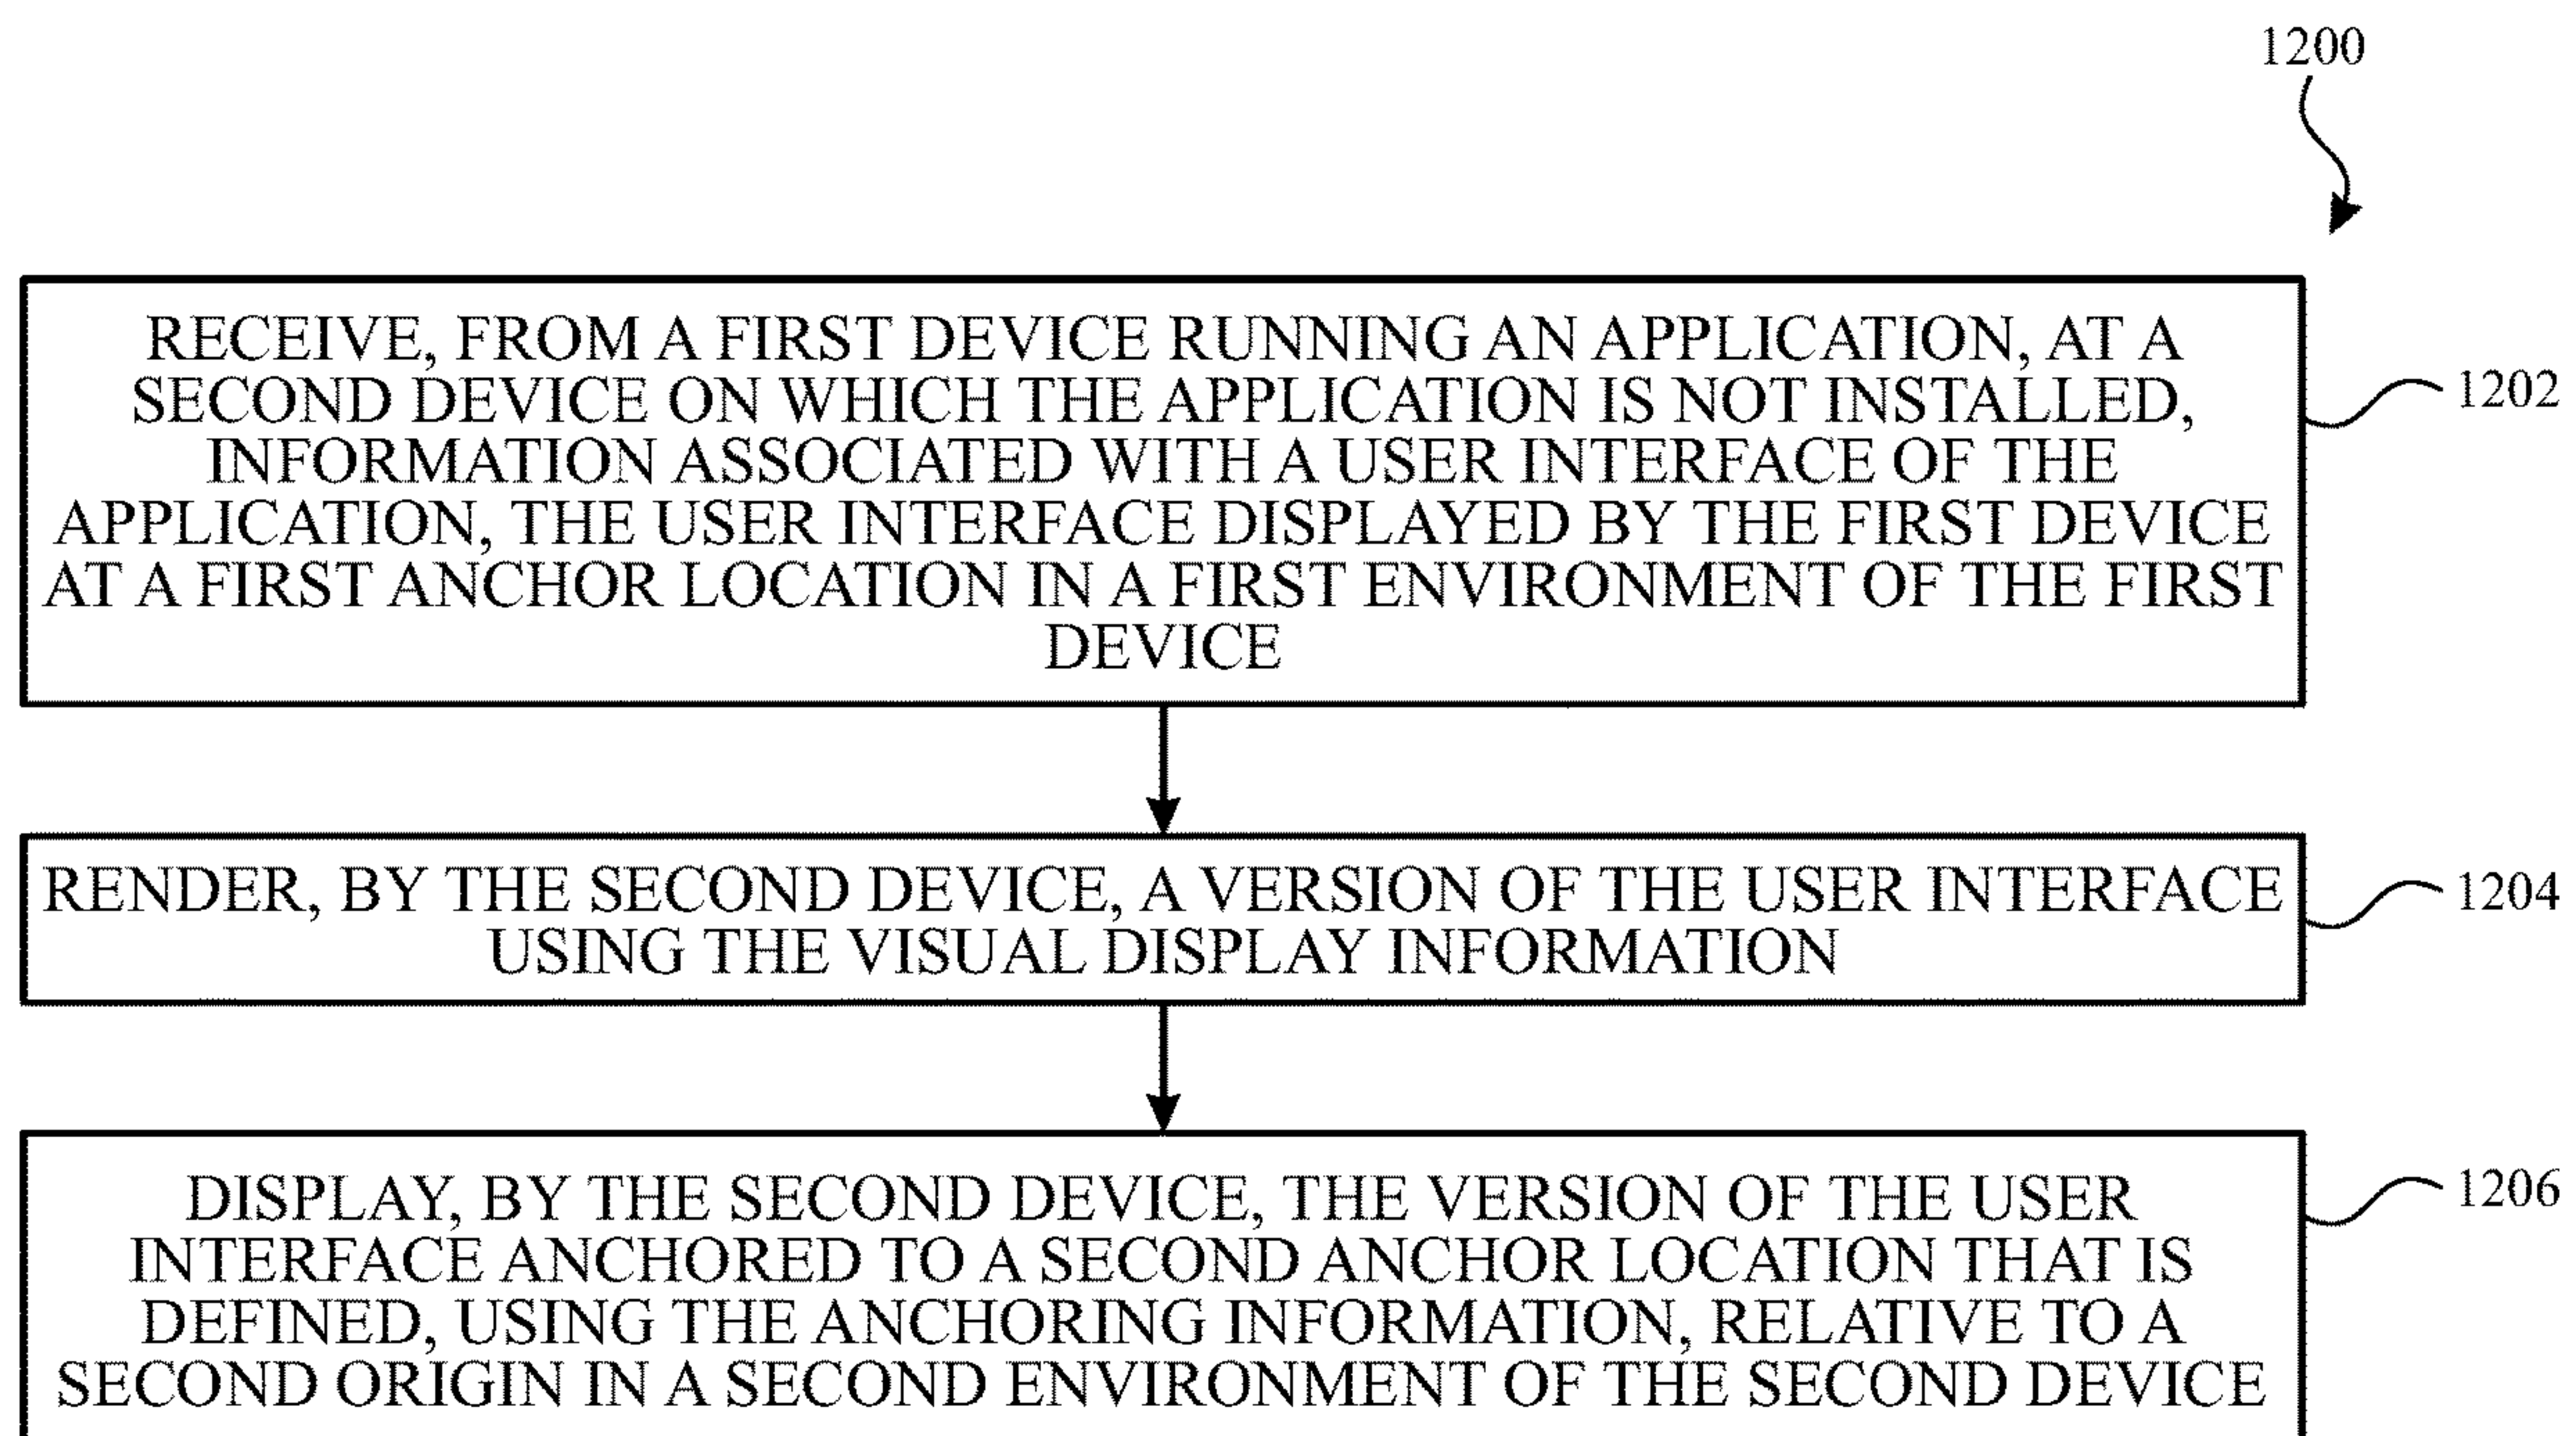 1200
RECEIVE, FROM A FIRST DEVICE RUNNING AN APPLICATION, AT A
SECOND DEVICE ON WHICH THE APPLICATION IS NOT INSTALLED,
INFORMATION ASSOCIATED WITH A USER INTERFACE OF THE
APPLICATION, THE USER INTERFACE DISPLAYED BY THE FIRST DEVICE
AT A FIRST ANCHOR LOCATION IN A FIRST ENVIRONMENT OF THE FIRST
DEVICE
1202
RENDER, BY THE SECOND DEVICE, A VERSION OF THE USER INTERFACE
USING THE VISUAL DISPLAY INFORMATION
1204
DISPLAY, BY THE SECOND DEVICE, THE VERSION OF THE USER
INTERFACE ANCHORED TO A SECOND ANCHOR LOCATION THAT IS
DEFINED, USING THE ANCHORING INFORMATION, RELATIVE TO A
SECOND ORIGIN IN A SECOND ENVIRONMENT OF THE SECOND DEVICE
1206